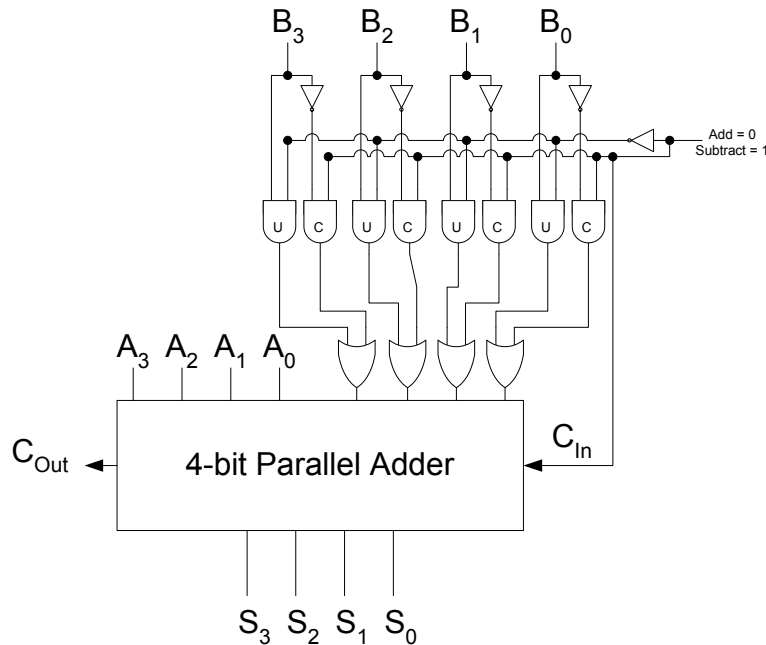 B3 B2 B1 B0
Add = 0
Subtract = 1
U C U C U C U C
A3 A2 A1 A0
COut
4-bit Parallel Adder
CIn
S3 S2 S1 S0